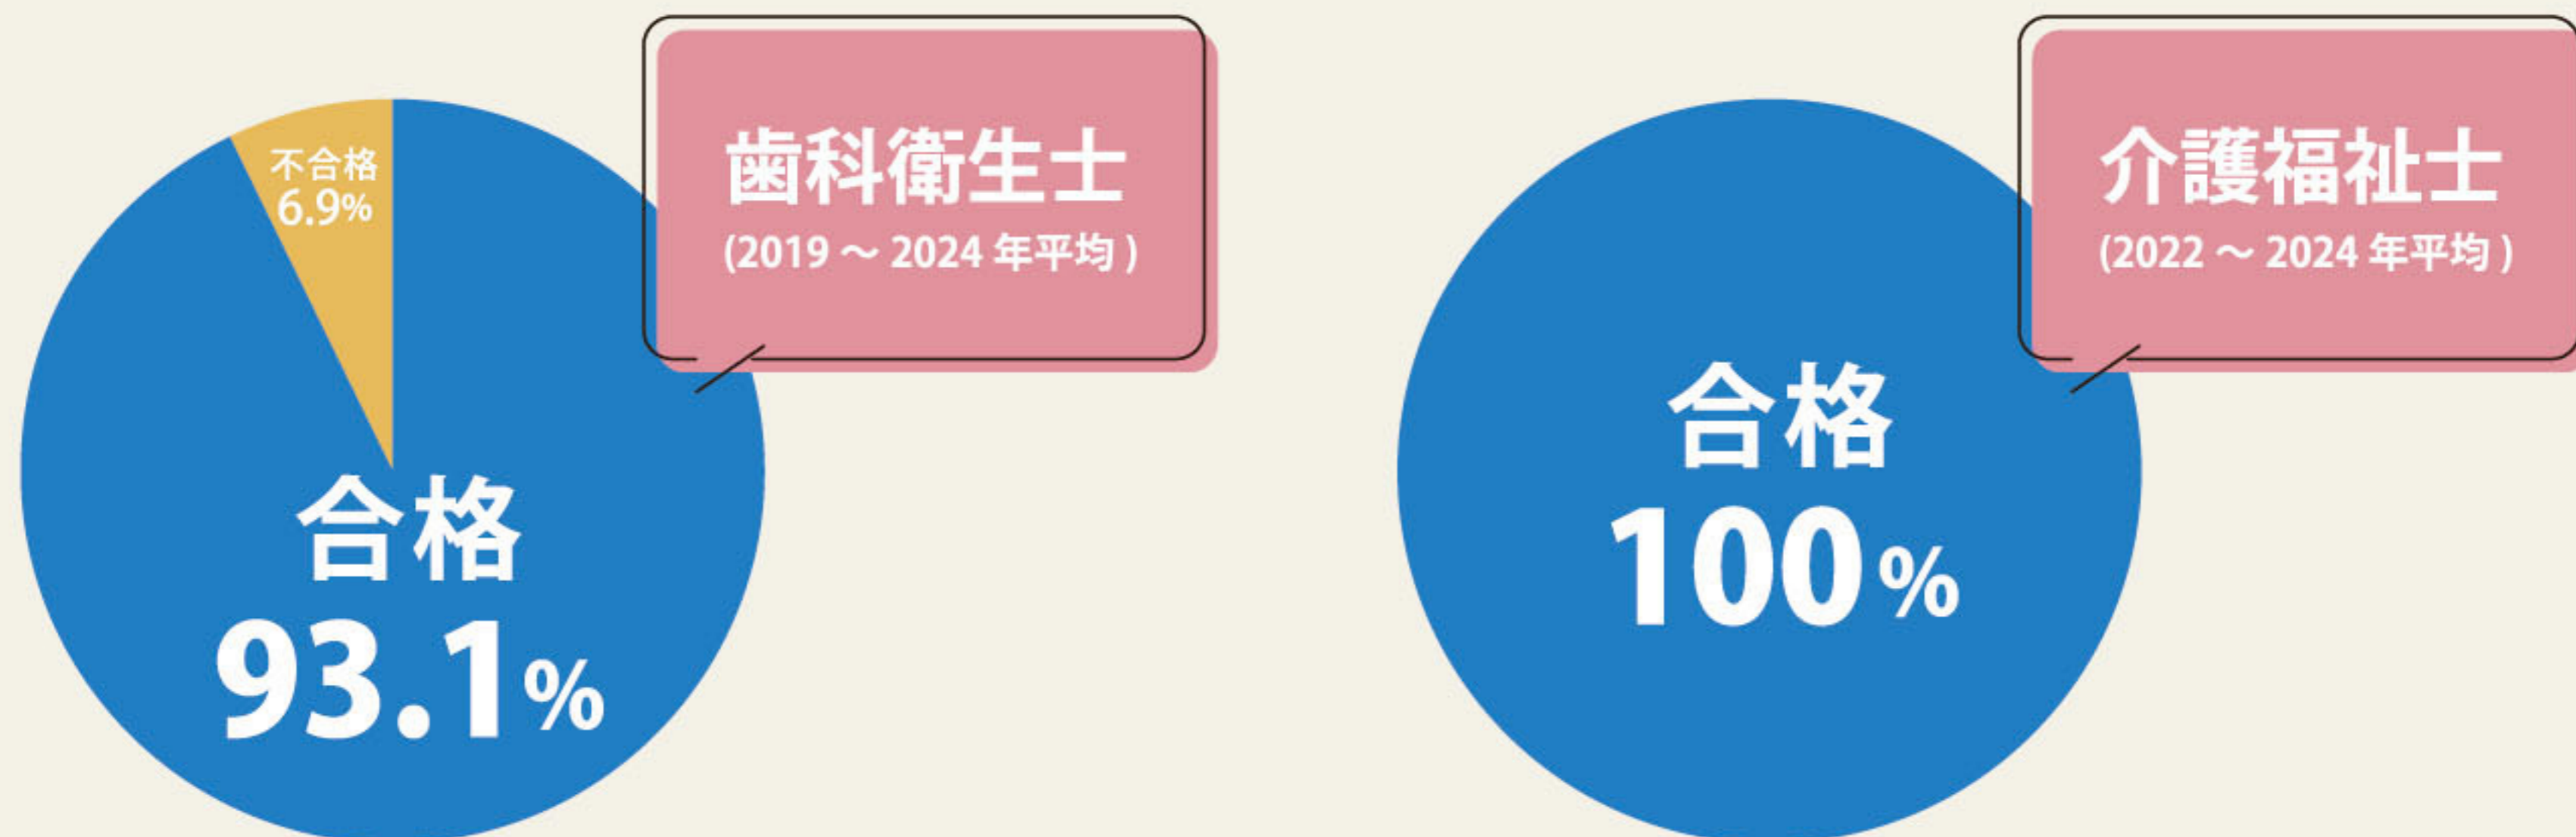 歯科衛生士
(2019 ～ 2024 年平均 )
不合格
6.9%
合格
93.1%
介護福祉士
(2022 ～ 2024 年平均 )
合格
100%